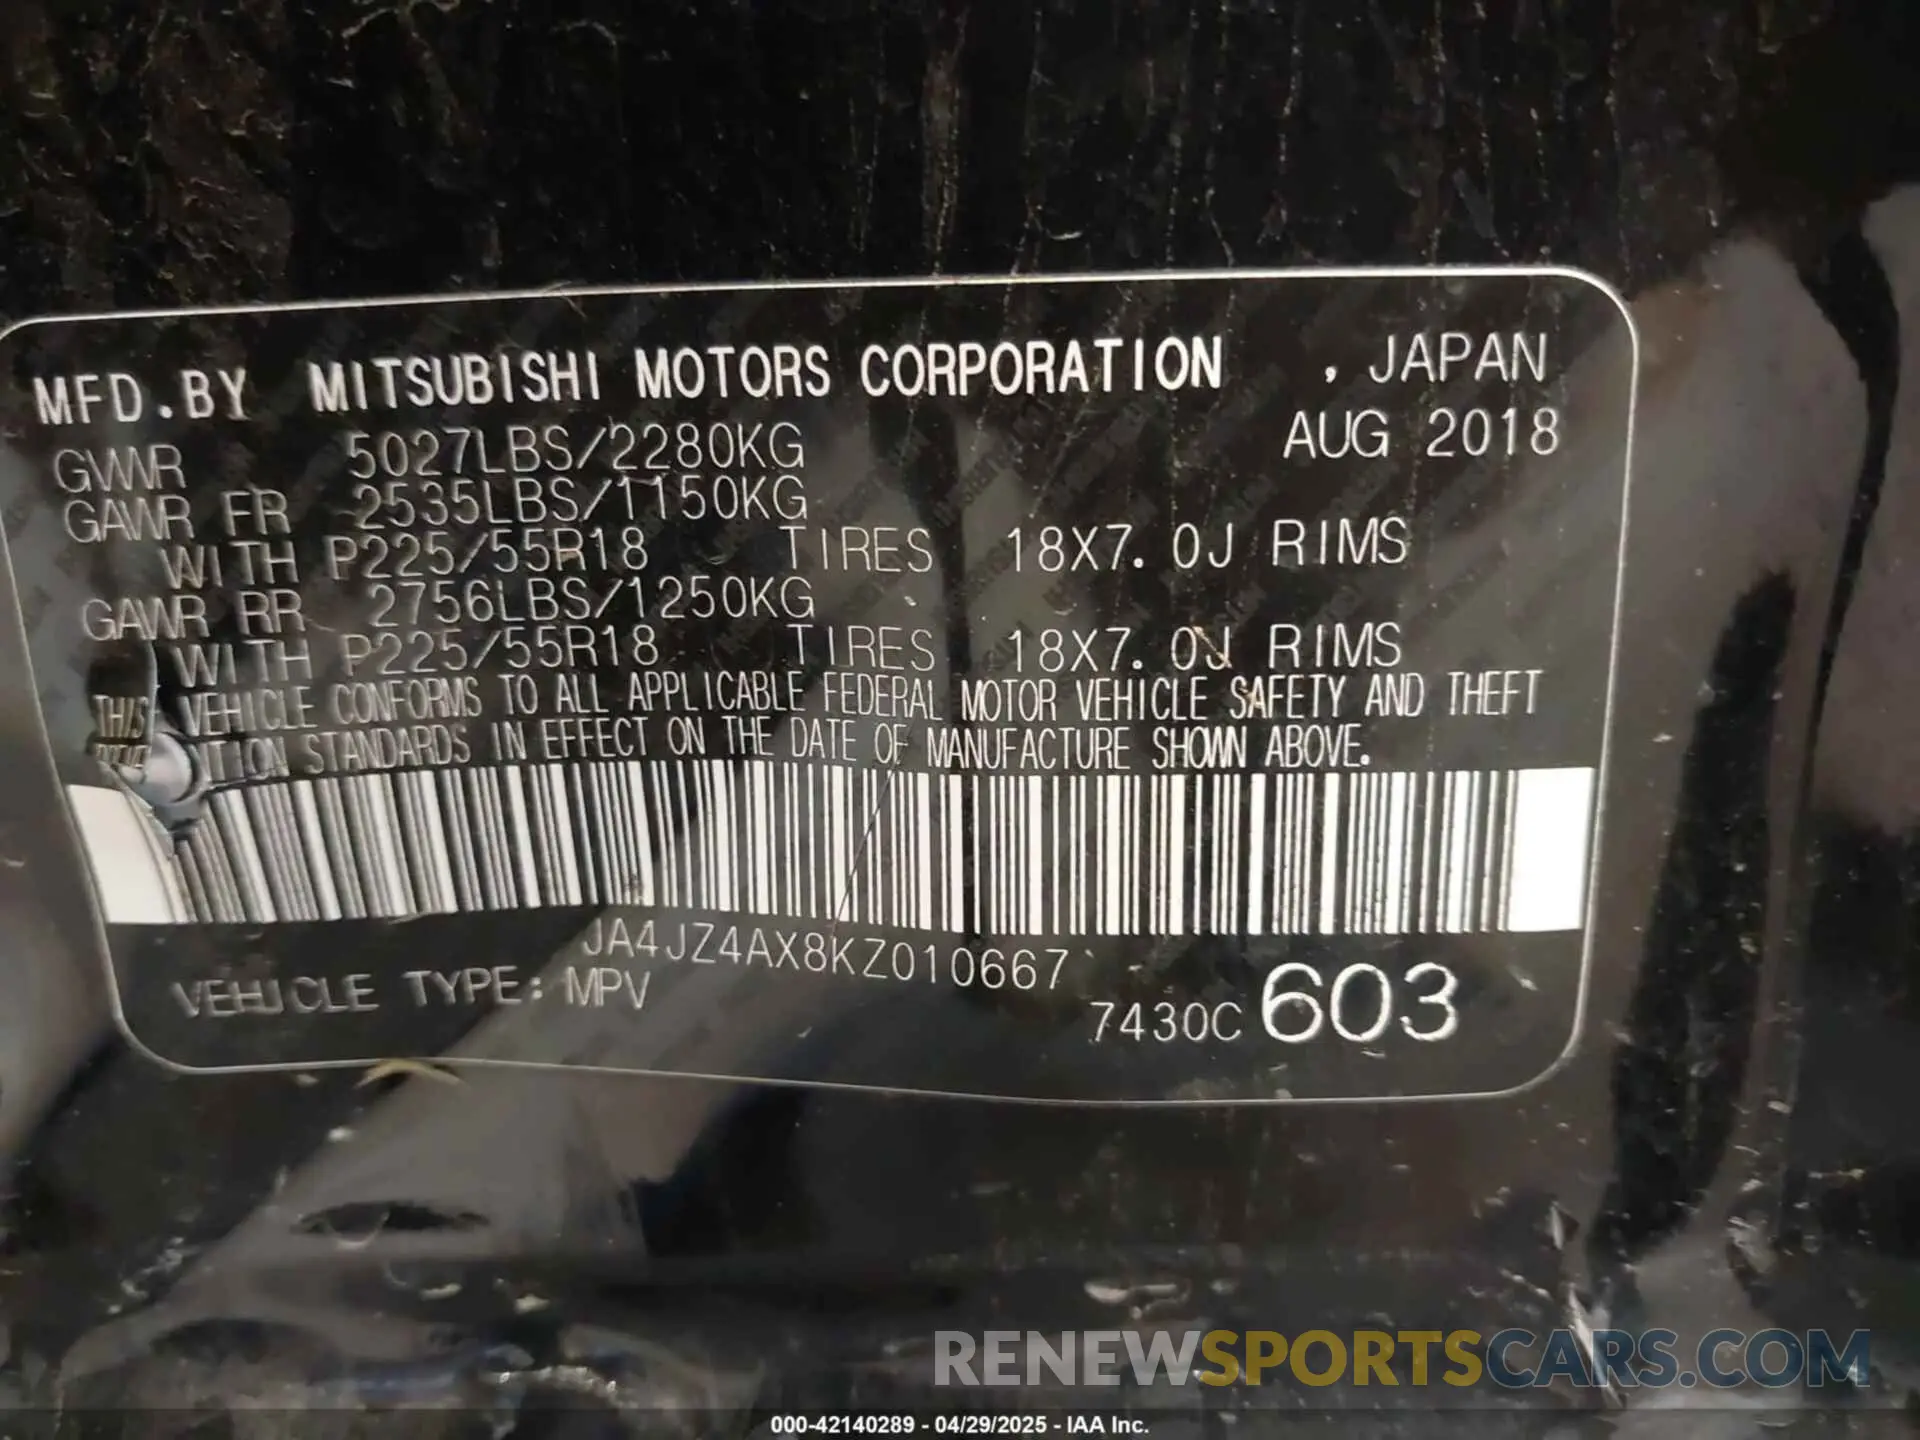 MFD.BY MITSUBISHI MOTORS CORPORATION , JAPAN
GVWR 5027LBS/2280KG AUG 2018
GAWR FR 2535LBS/1150KG
WITH P225/55R18 TIRES 18X7.0J RIMS
GAWR RR 2756LBS/1250KG
WITH P225/55R18 TIRES 18X7.0J RIMS
THIS VEHICLE CONFORMS TO ALL APPLICABLE FEDERAL MOTOR VEHICLE SAFETY AND THEFT
STANDARDS IN EFFECT ON THE DATE OF MANUFACTURE SHOWN ABOVE.
JA4JZ4AX8KZ010667
VEHICLE TYPE: MPV
7430C 603
RENEWSPORTSCARS.COM
000-42140289 - 04/29/2025 - IAA Inc.